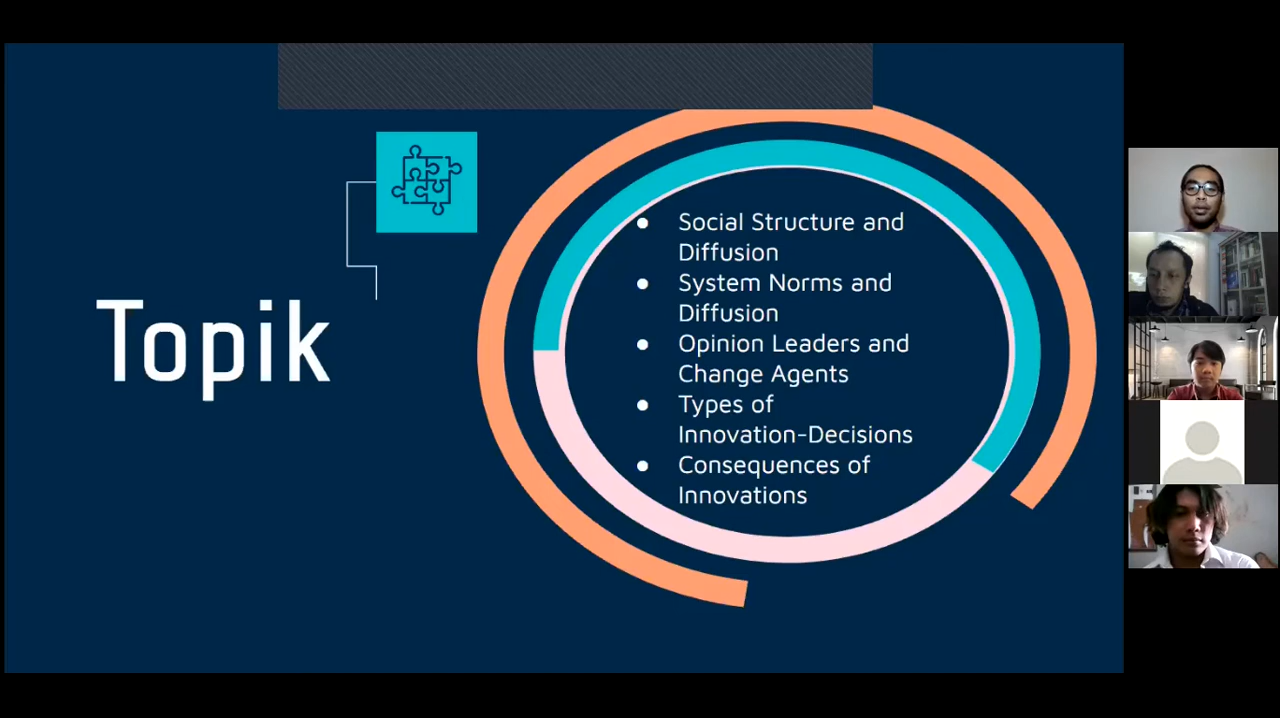 Topik
● Social Structure and
Diffusion
● System Norms and
Diffusion
● Opinion Leaders and
Change Agents
● Types of
Innovation-Decisions
● Consequences of
Innovations